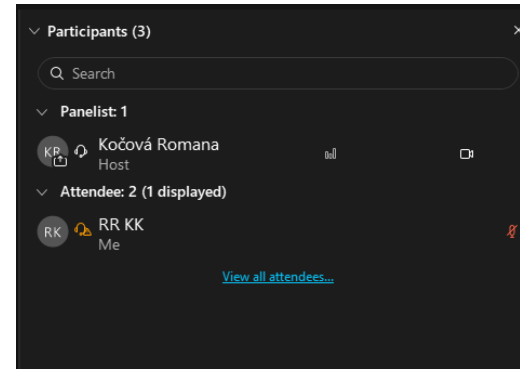 Participants (3)
Search
Panelist: 1
KR Kočová Romana
Host
Attendee: 2 (1 displayed)
RK RR KK
Me
View all attendees...